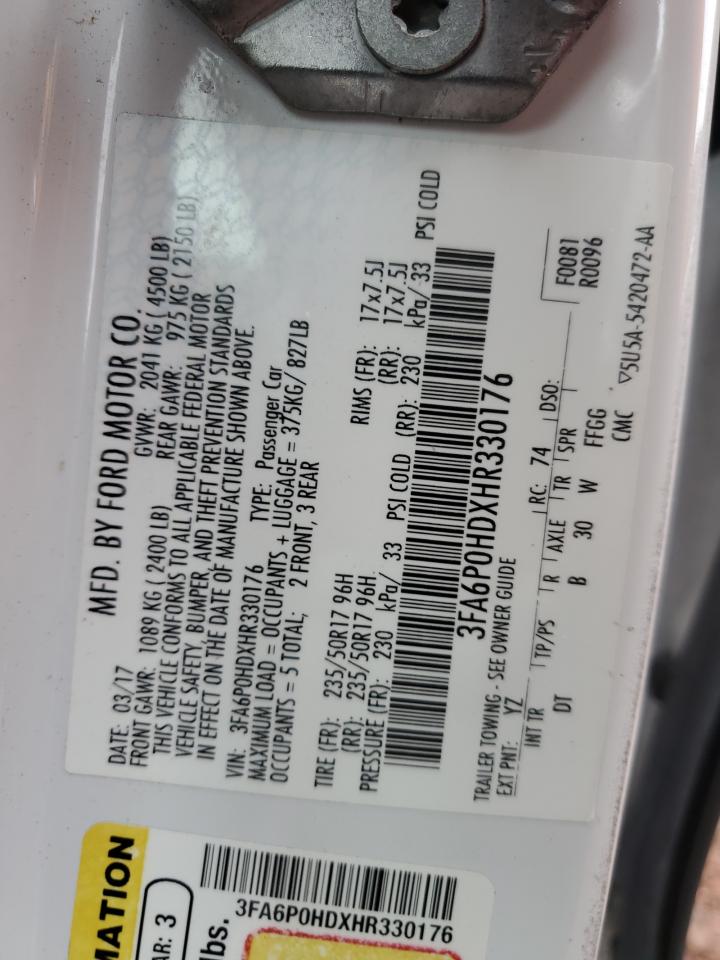 MFD. BY FORD MOTOR CO.
DATE: 03/17 GVWR: 2041 KG ( 4500 LB)
FRONT GAWR: 1089 KG ( 2400 LB) REAR GAWR: 975 KG ( 2150 LB)
THIS VEHICLE CONFORMS TO ALL APPLICABLE FEDERAL MOTOR
VEHICLE SAFETY, BUMPER, AND THEFT PREVENTION STANDARDS
IN EFFECT ON THE DATE OF MANUFACTURE SHOWN ABOVE.
VIN: 3FA6P0HDXHR330176 TYPE: Passenger Car
MAXIMUM LOAD = OCCUPANTS + LUGGAGE = 375KG/ 827LB
OCCUPANTS = 5 TOTAL; 2 FRONT, 3 REAR
TIRE (FR): 235/50R17 96H RIMS (FR): 17x7.5J
(RR): 235/50R17 96H (RR): 17x7.5J
PRESSURE (FR): 230 kPa/ 33 PSI COLD (RR): 230 kPa/ 33 PSI COLD
3FA6P0HDXHR330176
TRAILER TOWING - SEE OWNER GUIDE
EXT PNT: YZ RC: 74 DSO:
F0081
R0096
INT TR TP/PS R AXLE TR SPR
DT B 30 W FFGG
CMC
▽5U5A-5420472-AA
MATION
AR: 3
lbs.
3FA6P0HDXHR330176